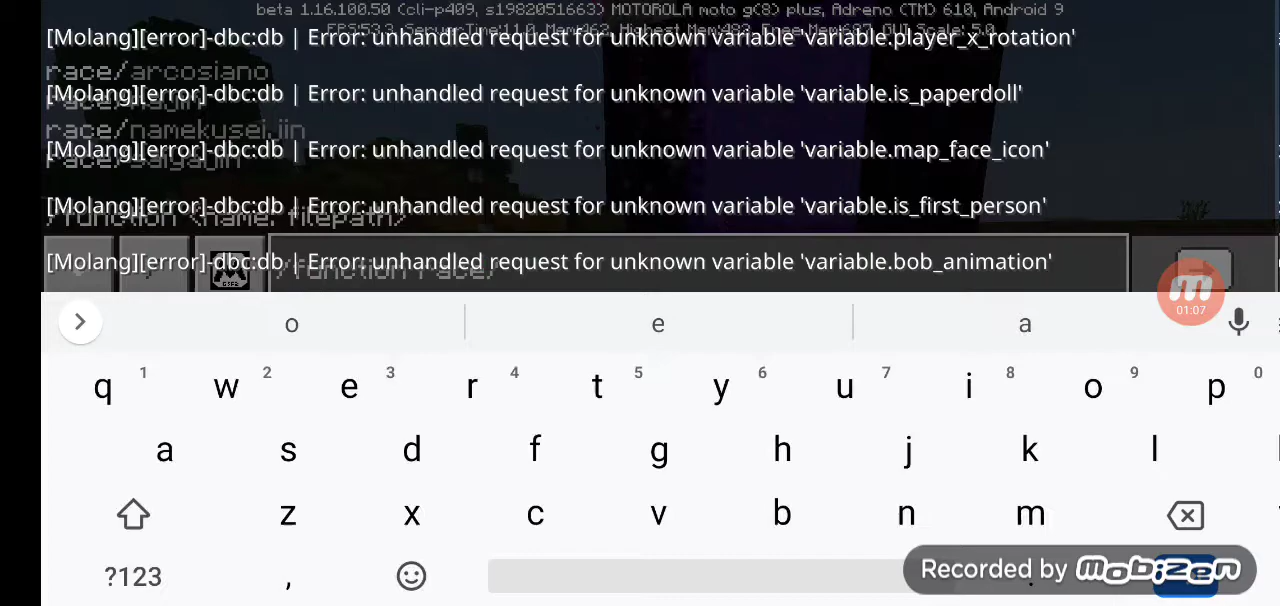 beta 1.16.100.50 (cli-p409, s1982051663) MOTOROLA moto g(8) plus, Adreno (TM) 610, Android 9
[Molang][error]-dbc:db | Error: unhandled request for unknown variable 'variable.player_x_rotation'
race/arcosiano
[Molang][error]-dbc:db | Error: unhandled request for unknown variable 'variable.is_paperdoll'
race/namekuseijin
[Molang][error]-dbc:db | Error: unhandled request for unknown variable 'variable.map_face_icon'
race/saiyajin
[Molang][error]-dbc:db | Error: unhandled request for unknown variable 'variable.is_first_person'
/function <name: filepath>
[Molang][error]-dbc:db | Error: unhandled request for unknown variable 'variable.bob_animation'
/function race/
01:07
o e a
1 2 3 4 5 6 7 8 9 0
q w e r t y u i o p
a s d f g h j k l
z x c v b n m
?123 , .
Recorded by mobizen